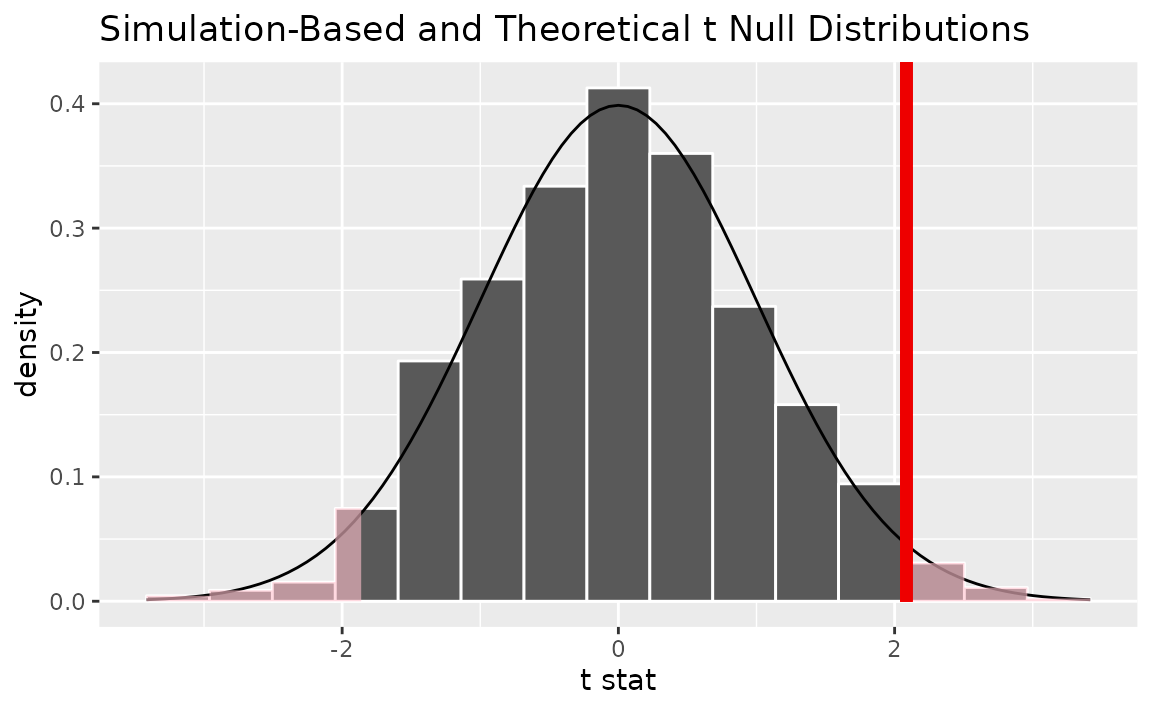 Simulation-Based and Theoretical t Null Distributions
0.4
0.3
0.2
0.1
0.0
density
-2 0 2
t stat